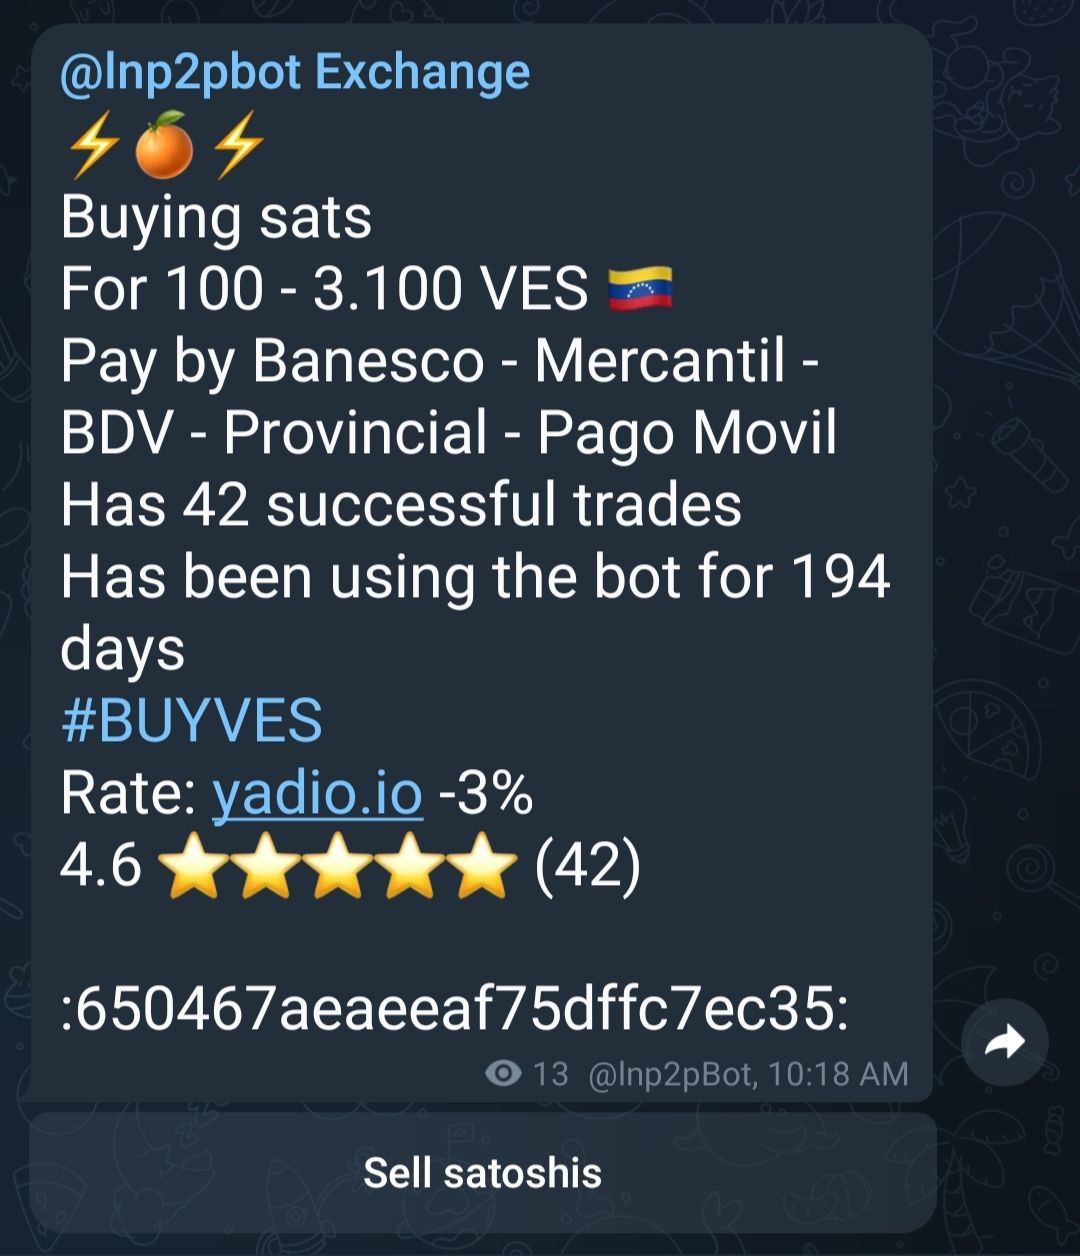 @lnp2pbot Exchange
⚡🍊⚡
Buying sats
For 100 - 3.100 VES 🇻🇪
Pay by Banesco - Mercantil -
BDV - Provincial - Pago Movil
Has 42 successful trades
Has been using the bot for 194
days
#BUYVES
Rate: yadio.io -3%
4.6 ⭐⭐⭐⭐⭐ (42)
:650467aeaeeaf75dffc7ec35:
13 @lnp2pBot, 10:18 AM
Sell satoshis